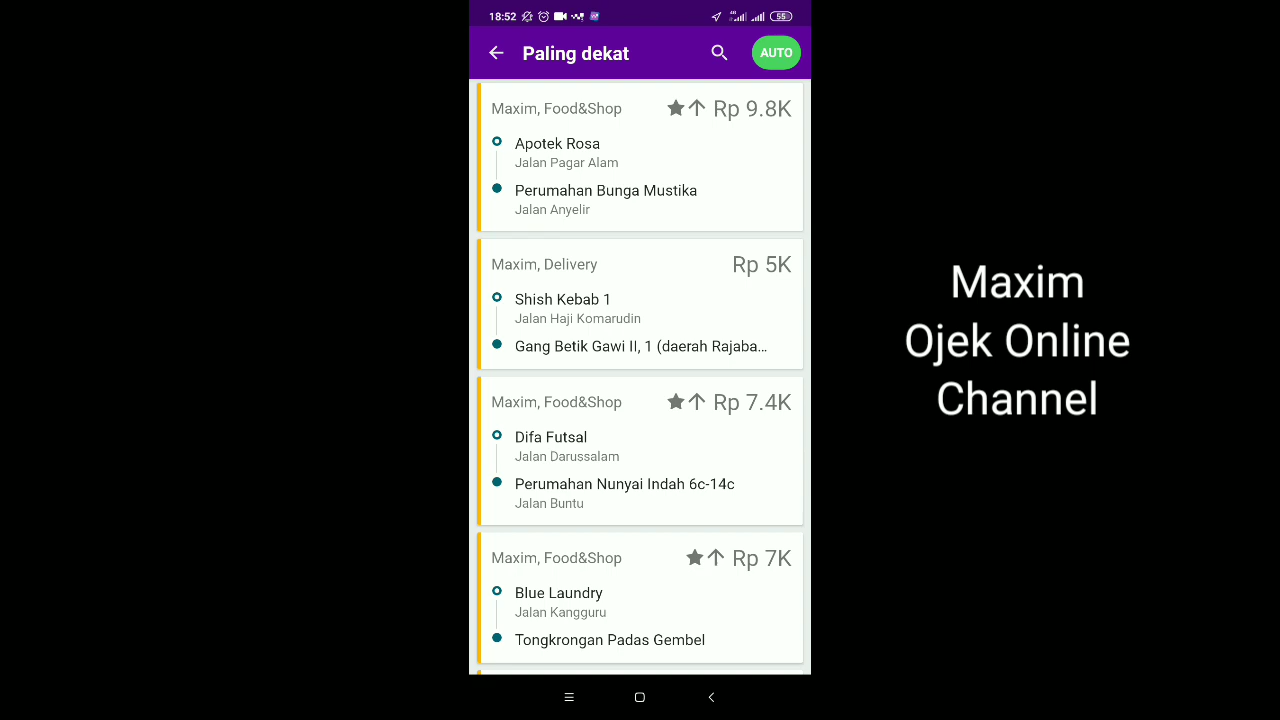 18:52
55
Paling dekat
AUTO
Maxim, Food&Shop
Rp 9.8K
Apotek Rosa
Jalan Pagar Alam
Perumahan Bunga Mustika
Jalan Anyelir
Maxim, Delivery
Rp 5K
Shish Kebab 1
Jalan Haji Komarudin
Gang Betik Gawi II, 1 (daerah Rajaba…
Maxim, Food&Shop
Rp 7.4K
Difa Futsal
Jalan Darussalam
Perumahan Nunyai Indah 6c-14c
Jalan Buntu
Maxim, Food&Shop
Rp 7K
Blue Laundry
Jalan Kangguru
Tongkrongan Padas Gembel
Maxim
Ojek Online
Channel